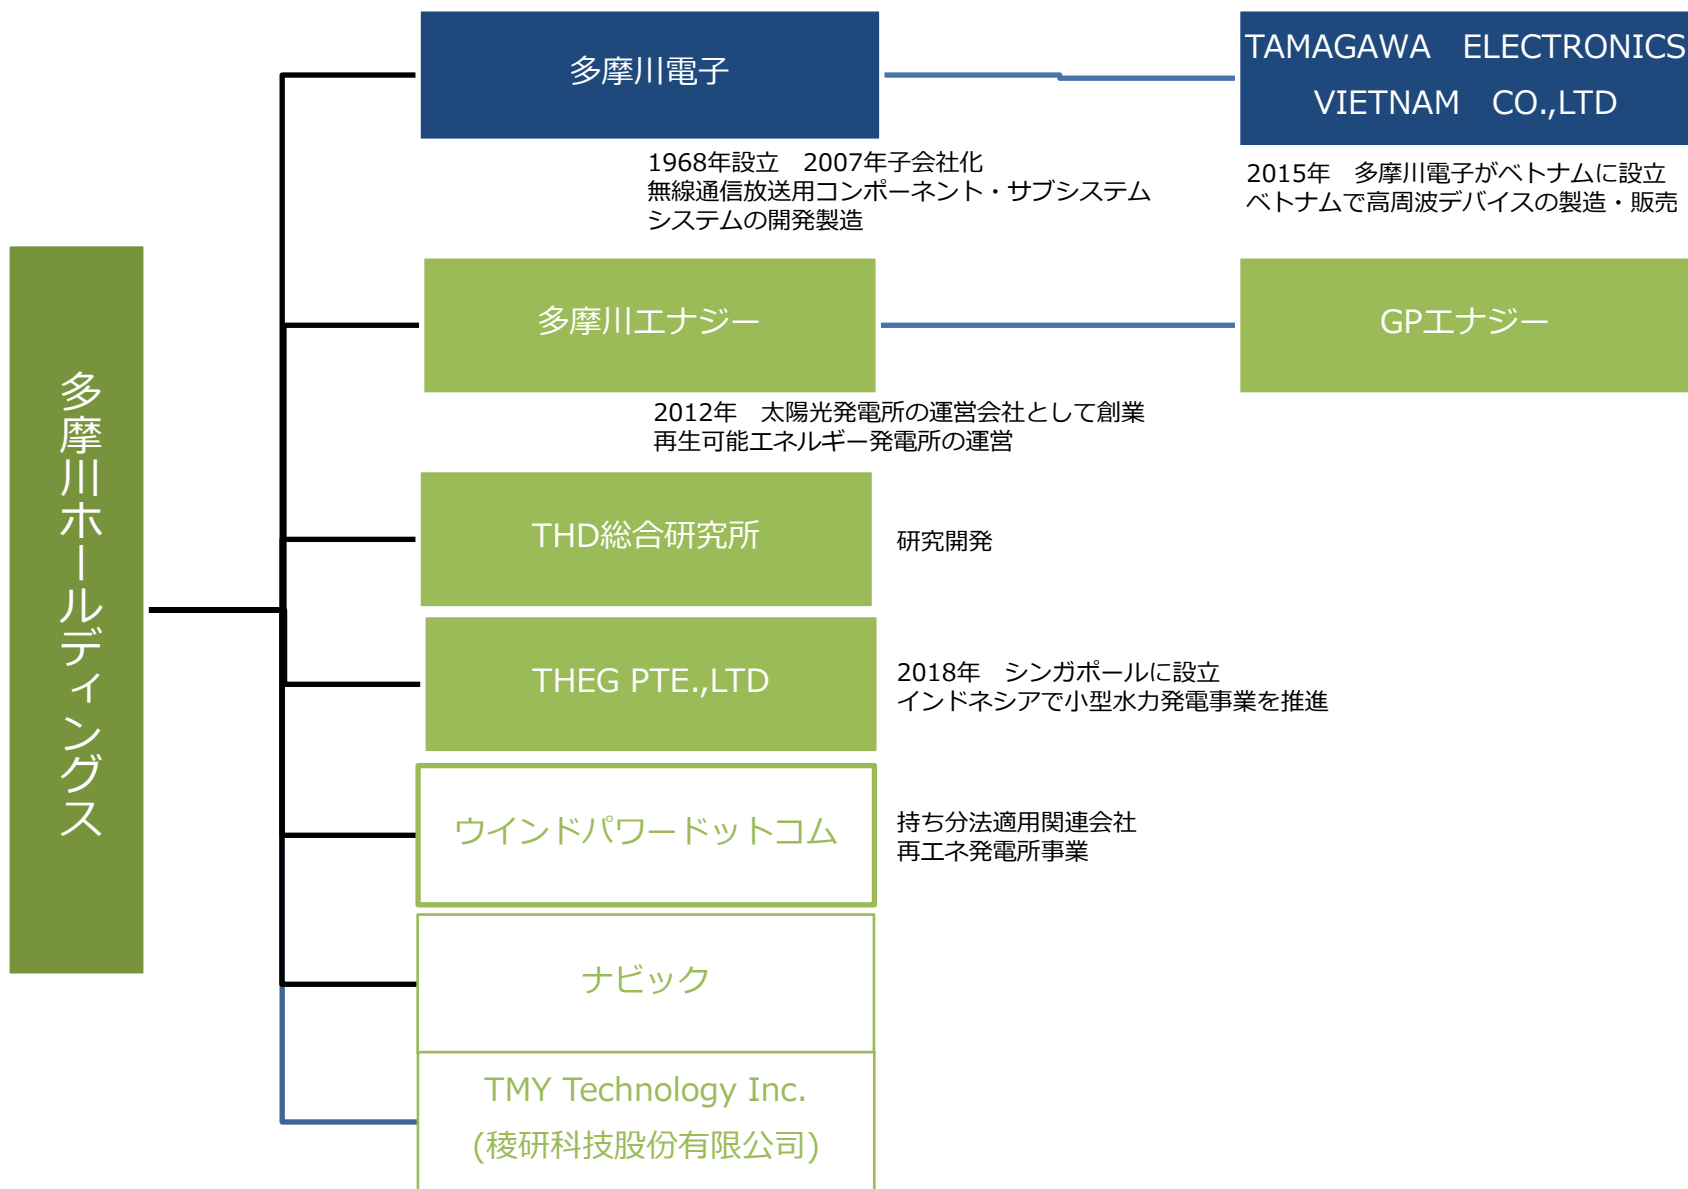 多摩川ホールディングス
多摩川電子
1968年設立　2007年子会社化
無線通信放送用コンポーネント・サブシステム
システムの開発製造
TAMAGAWA　ELECTRONICS
VIETNAM　CO.,LTD
2015年　多摩川電子がベトナムに設立
ベトナムで高周波デバイスの製造・販売
多摩川エナジー
2012年　太陽光発電所の運営会社として創業
再生可能エネルギー発電所の運営
GPエナジー
THD総合研究所
研究開発
THEG PTE.,LTD
2018年　シンガポールに設立
インドネシアで小型水力発電事業を推進
ウインドパワードットコム
持ち分法適用関連会社
再エネ発電所事業
ナビック
TMY Technology Inc.
(稜研科技股份有限公司)